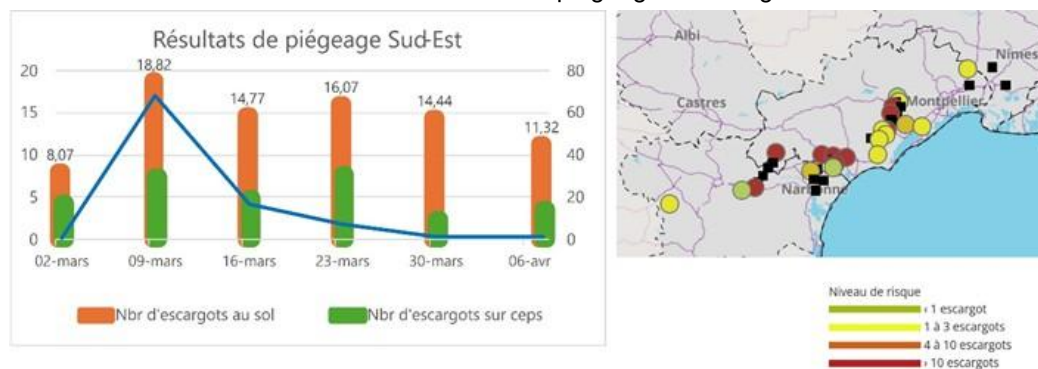 Résultats de piégeage Sud-Est
20
15
10
5
0
80
60
40
20
0
8,07
18,82
14,77
16,07
14,44
11,32
02-mars
09-mars
16-mars
23-mars
30-mars
06-avr
Nbr d'escargots au sol
Nbr d'escargots sur ceps
Albi
Nimes
Castres
Montpellier
Narbonne
Niveau de risque
‹ 1 escargot
1 à 3 escargots
4 à 10 escargots
› 10 escargots